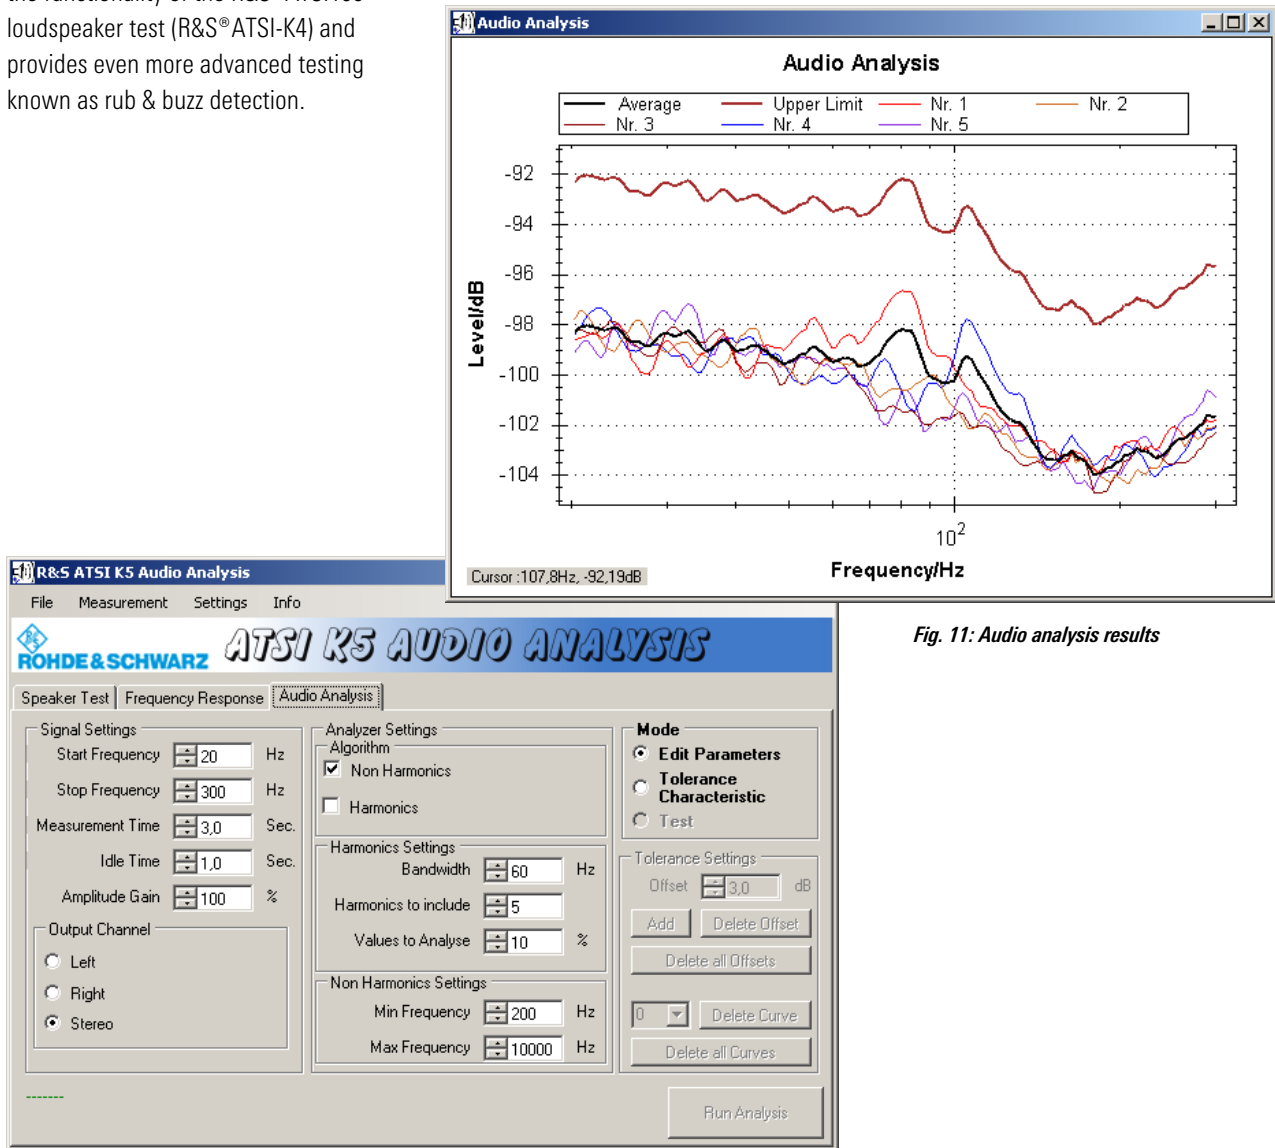 loudspeaker test (R&S®ATSI-K4) and
provides even more advanced testing
known as rub & buzz detection.
Audio Analysis
Audio Analysis
Average Upper Limit Nr. 1 Nr. 2
Nr. 3 Nr. 4 Nr. 5
-92
-94
-96
-98
-100
-102
-104
Level/dB
10²
Frequency/Hz
Cursor :107,8Hz, -92,19dB
Fig. 11: Audio analysis results
R&S ATSI K5 Audio Analysis
File Measurement Settings Info
ROHDE & SCHWARZ ATSI K5 AUDIO ANALYSIS
Speaker Test Frequency Response Audio Analysis
Signal Settings
Start Frequency 20 Hz
Stop Frequency 300 Hz
Measurement Time 3,0 Sec.
Idle Time 1,0 Sec.
Amplitude Gain 100 %
Output Channel
Left
Right
Stereo
Analyzer Settings
Algorithm
Non Harmonics
Harmonics
Harmonics Settings
Bandwidth 60 Hz
Harmonics to include 5
Values to Analyse 10 %
Non Harmonics Settings
Min Frequency 200 Hz
Max Frequency 10000 Hz
Mode
Edit Parameters
Tolerance
Characteristic
Test
Tolerance Settings
Offset 3,0 dB
Add Delete Offset
Delete all Offsets
0 Delete Curve
Delete all Curves
-------
Run Analysis